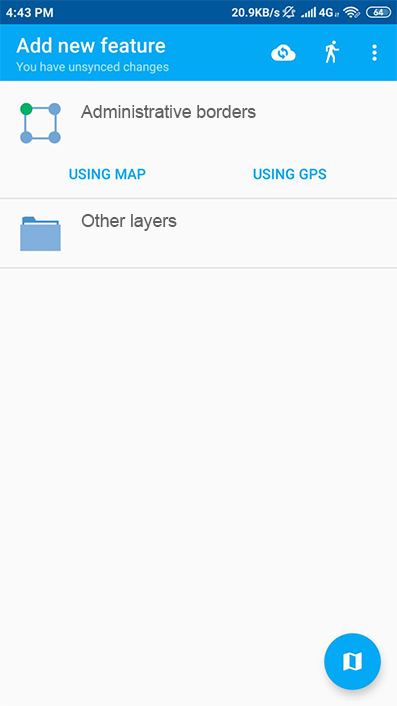 4:43 PM 20.9KB/s 4G 64
Add new feature
You have unsynced changes
Administrative borders
USING MAP USING GPS
Other layers